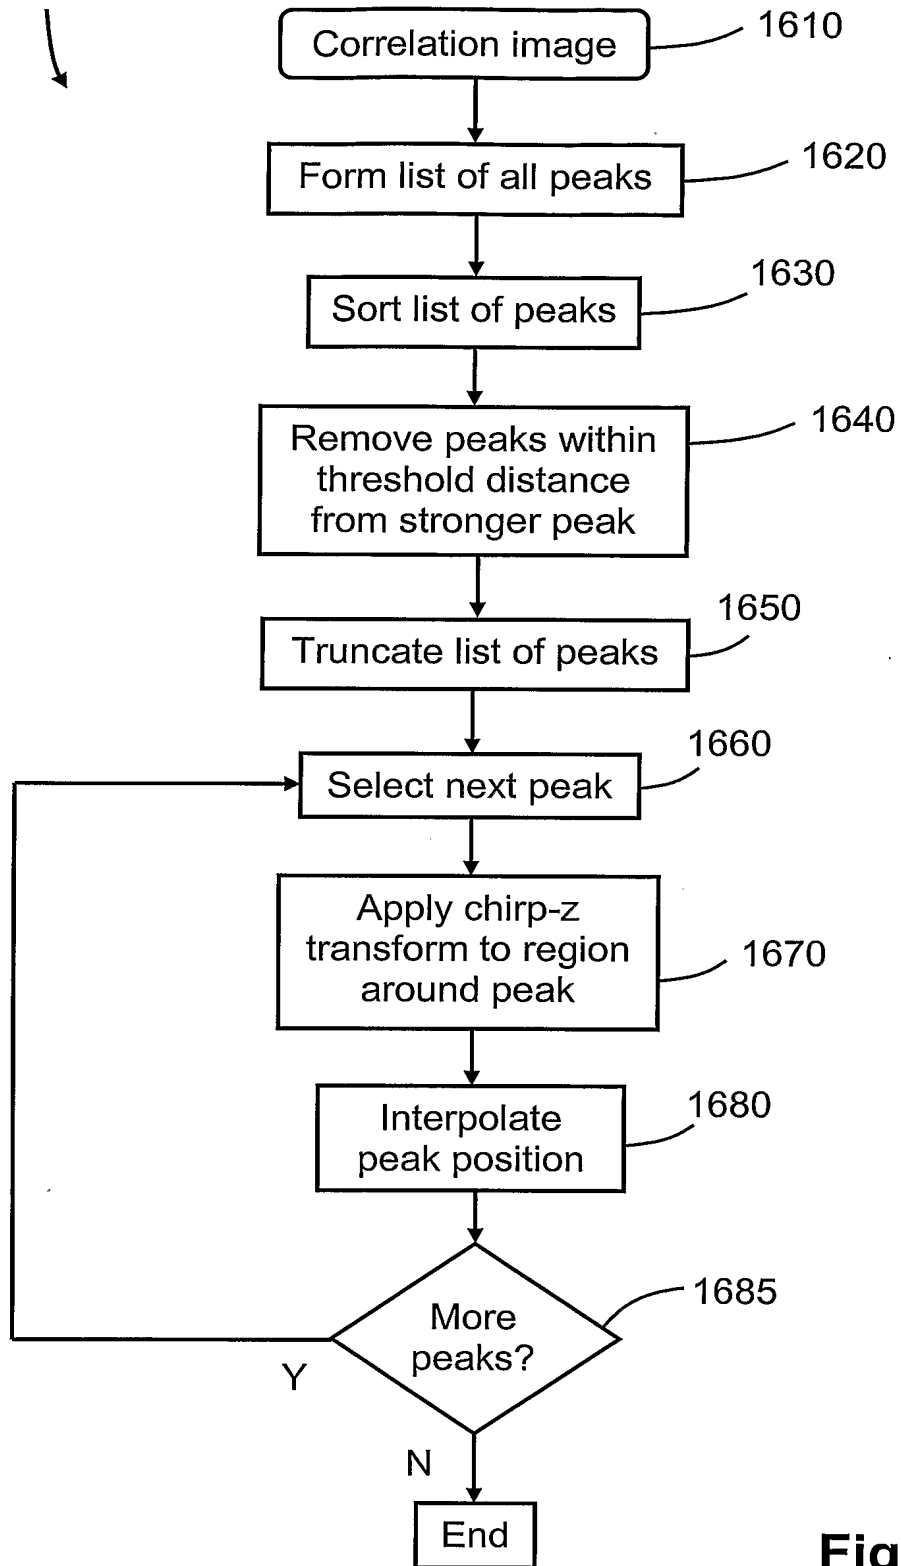 Correlation image
1610
Form list of all peaks
1620
Sort list of peaks
1630
Remove peaks within
threshold distance
from stronger peak
1640
Truncate list of peaks
1650
Select next peak
1660
Apply chirp-z
transform to region
around peak
1670
Interpolate
peak position
1680
More
peaks?
1685
Y
N
End
Fig